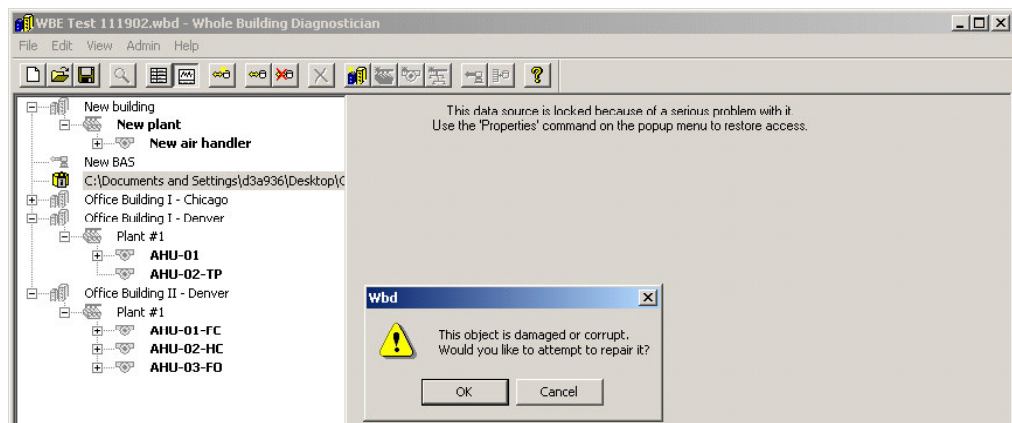 WBE Test 111902.wbd - Whole Building Diagnostician
File Edit View Admin Help
New building
New plant
New air handler
New BAS
C:\Documents and Settings\d3a936\Desktop\C
Office Building I - Chicago
Office Building I - Denver
Plant #1
AHU-01
AHU-02-TP
Office Building II - Denver
Plant #1
AHU-01-FC
AHU-02-HC
AHU-03-FO
This data source is locked because of a serious problem with it.
Use the 'Properties' command on the popup menu to restore access.
Wbd
This object is damaged or corrupt.
Would you like to attempt to repair it?
OK Cancel